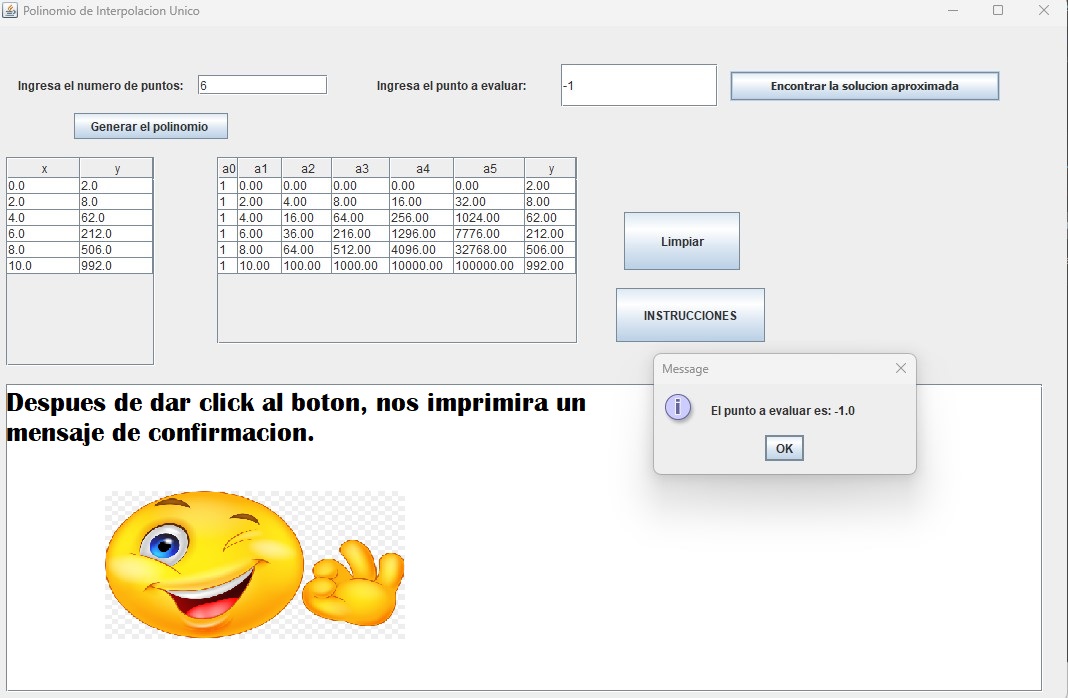 Polinomio de Interpolacion Unico
Ingresa el numero de puntos: 6 Ingresa el punto a evaluar: -1 Encontrar la solucion aproximada
Generar el polinomio
x y
0.0 2.0
2.0 8.0
4.0 62.0
6.0 212.0
8.0 506.0
10.0 992.0
a0 a1 a2 a3 a4 a5 y
1 0.00 0.00 0.00 0.00 0.00 2.00
1 2.00 4.00 8.00 16.00 32.00 8.00
1 4.00 16.00 64.00 256.00 1024.00 62.00
1 6.00 36.00 216.00 1296.00 7776.00 212.00
1 8.00 64.00 512.00 4096.00 32768.00 506.00
1 10.00 100.00 1000.00 10000.00 100000.00 992.00
Limpiar
INSTRUCCIONES
Message
i
El punto a evaluar es: -1.0
OK
Despues de dar click al boton, nos imprimira un
mensaje de confirmacion.